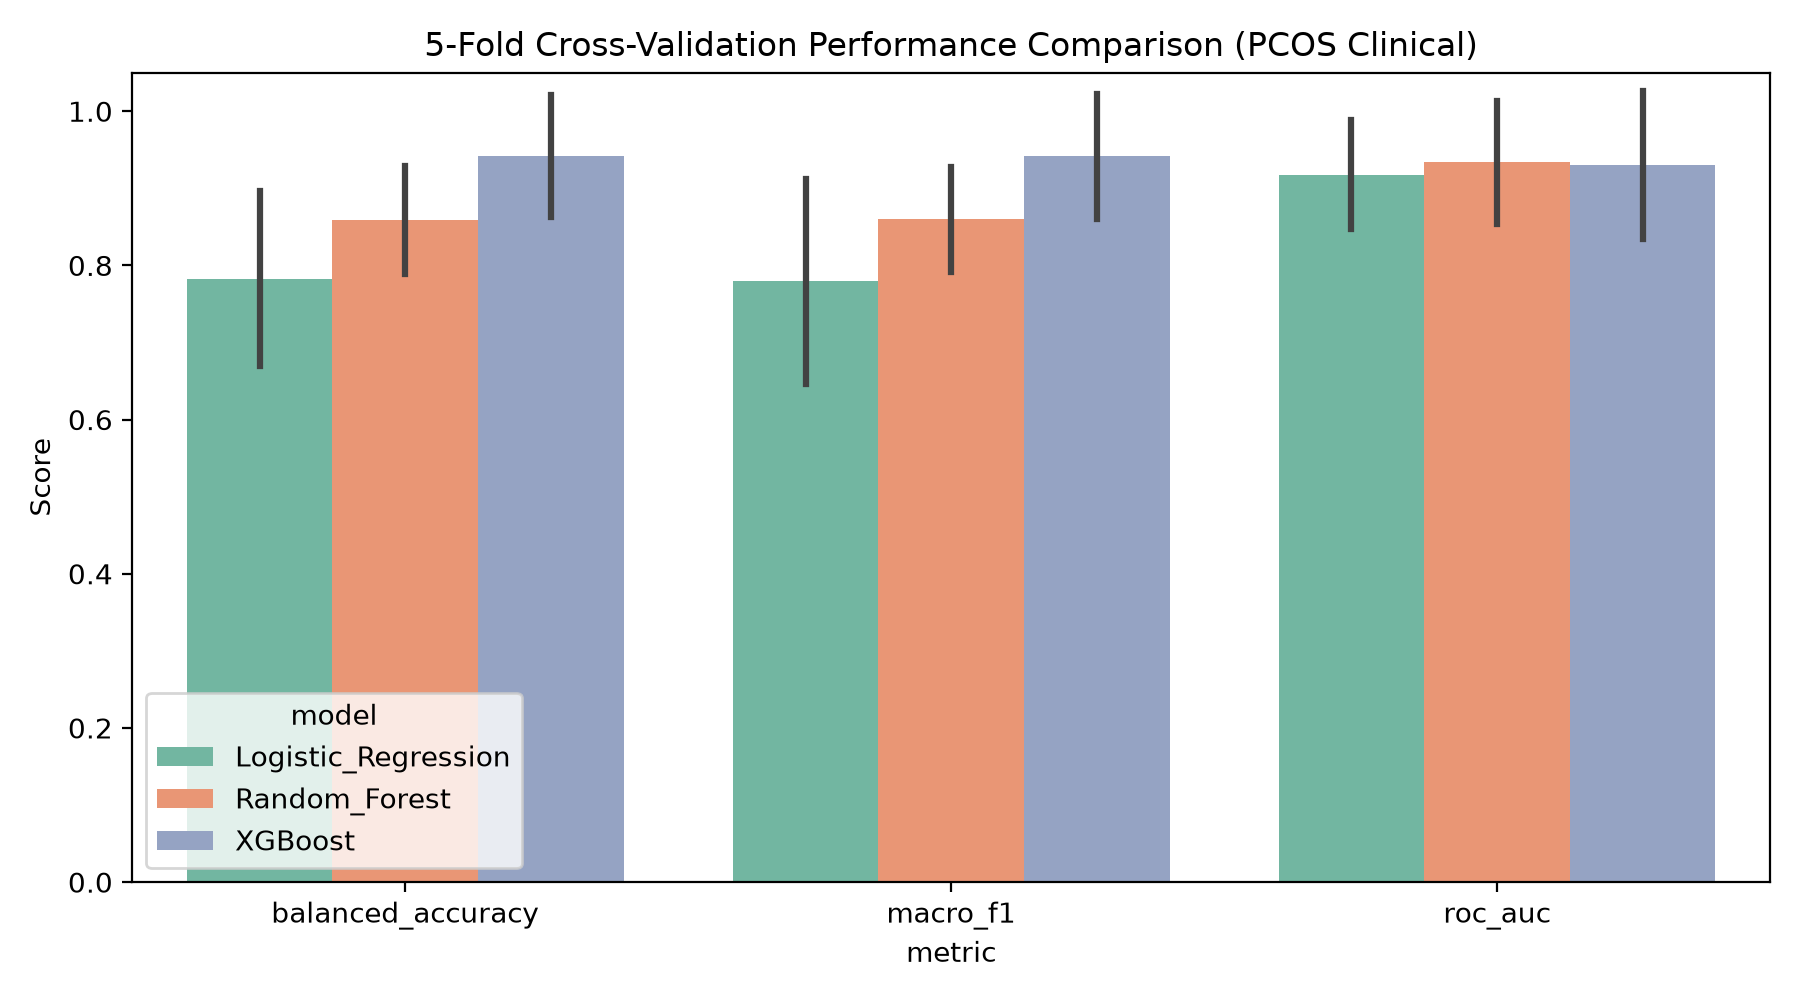 5-Fold Cross-Validation Performance Comparison (PCOS Clinical)
Score
1.0
0.8
0.6
0.4
0.2
0.0
model
Logistic_Regression
Random_Forest
XGBoost
balanced_accuracy
macro_f1
roc_auc
metric